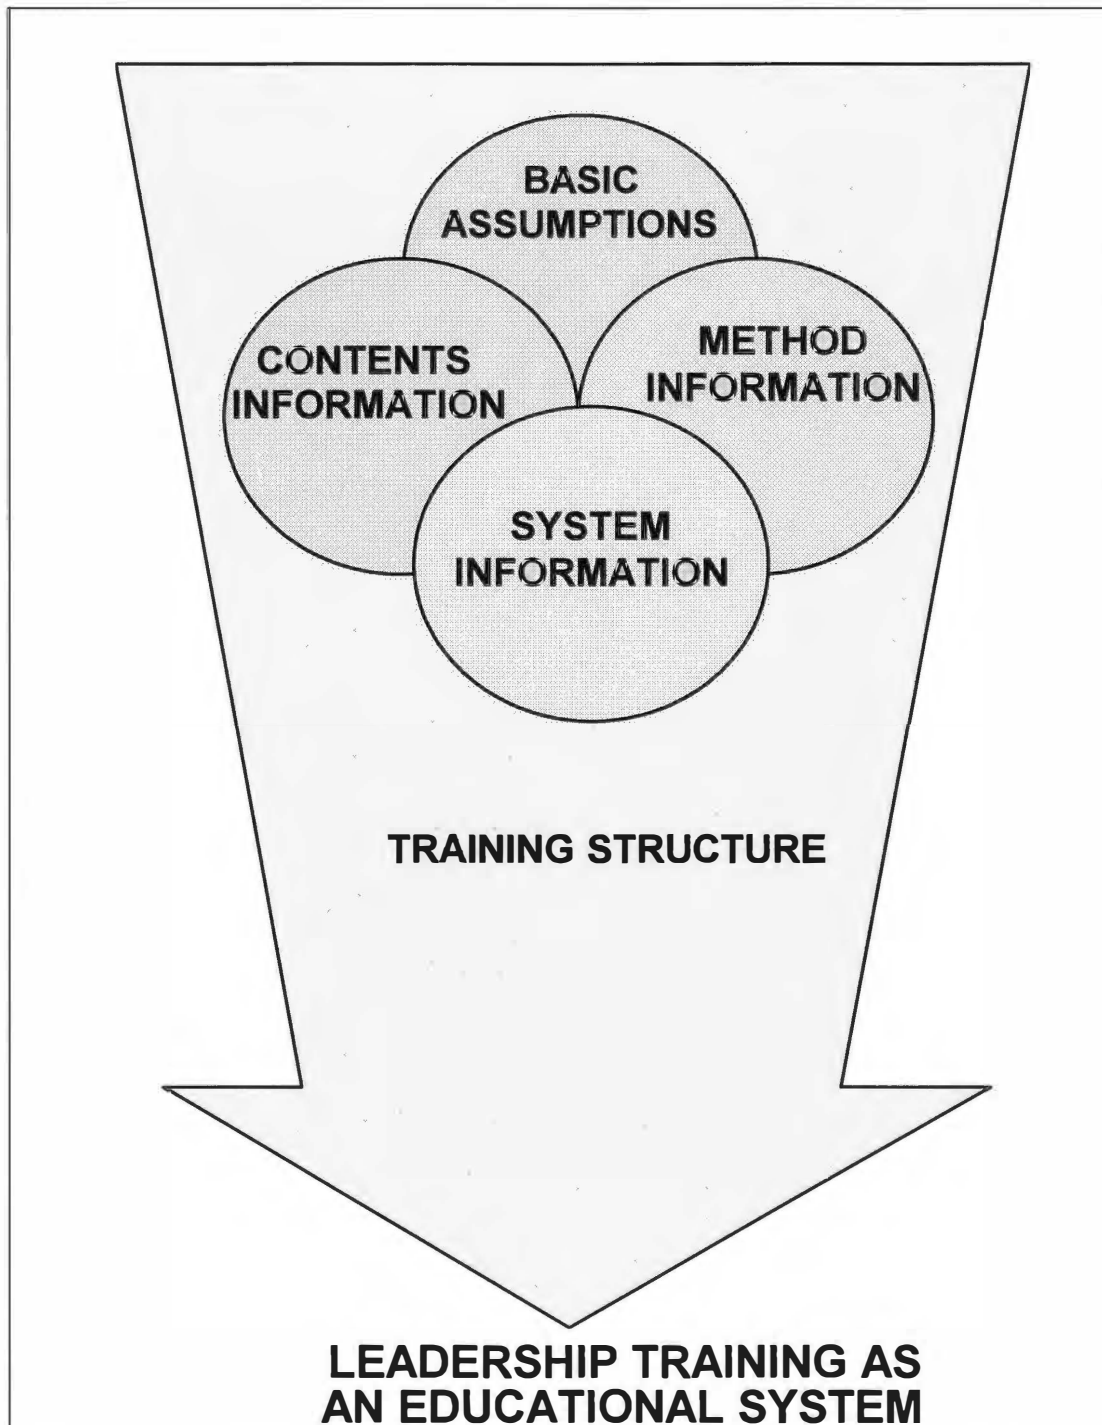 BASIC
ASSUMPTIONS
CONTENTS
INFORMATION
METHOD
INFORMATION
SYSTEM
INFORMATION
TRAINING STRUCTURE
LEADERSHIP TRAINING AS
AN EDUCATIONAL SYSTEM